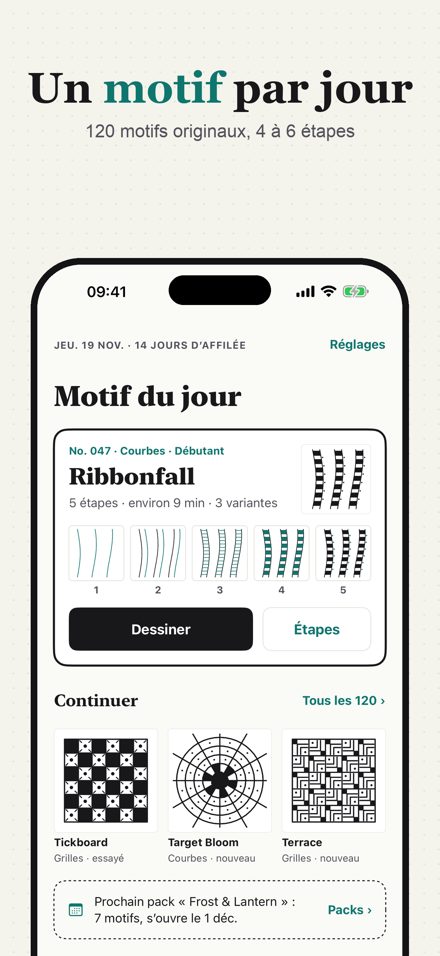 Un motif par jour
120 motifs originaux, 4 à 6 étapes
09:41
JEU. 19 NOV. · 14 JOURS D’AFFILÉE
Réglages
Motif du jour
No. 047 · Courbes · Débutant
Ribbonfall
5 étapes · environ 9 min · 3 variantes
1 2 3 4 5
Dessiner
Étapes
Continuer
Tous les 120 ›
Tickboard
Grilles · essayé
Target Bloom
Courbes · nouveau
Terrace
Grilles · nouveau
Prochain pack « Frost & Lantern » :
7 motifs, s’ouvre le 1 déc.
Packs ›